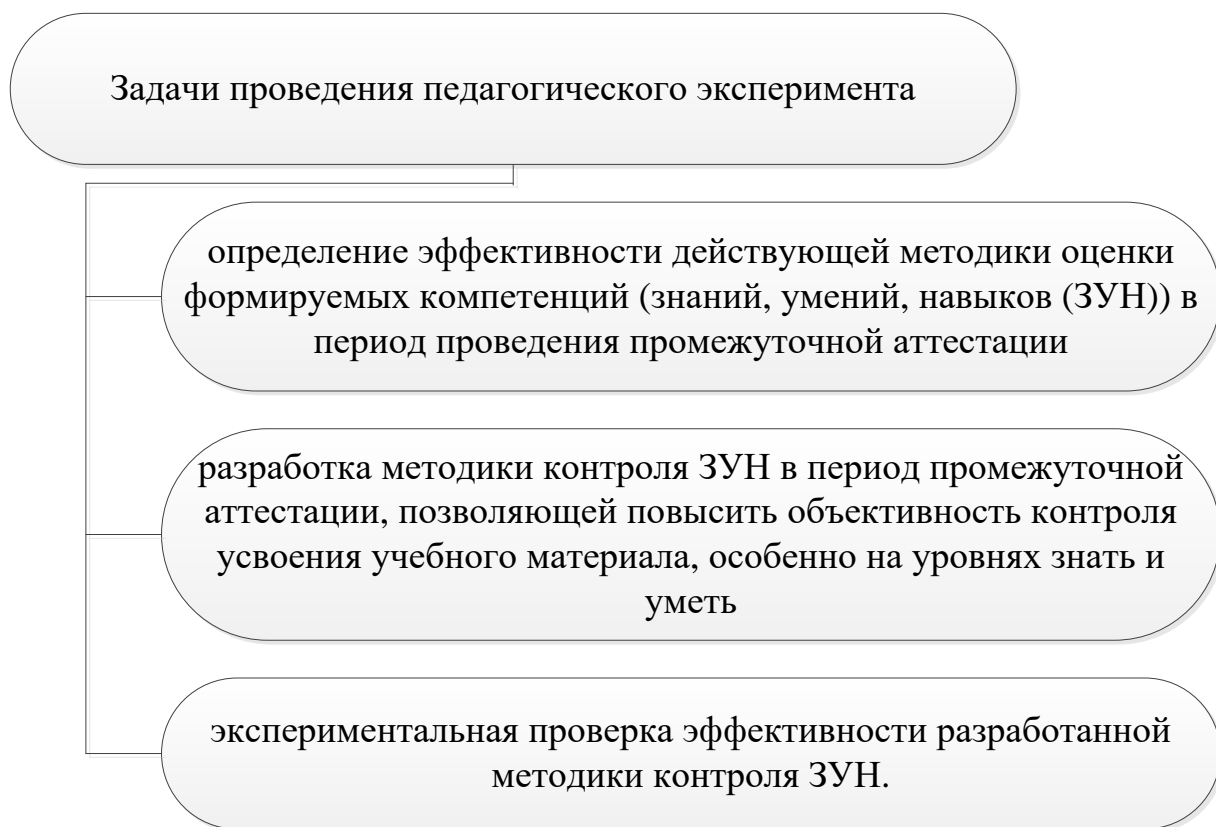 Задачи проведения педагогического эксперимента
определение эффективности действующей методики оценки
формируемых компетенций (знаний, умений, навыков (ЗУН)) в
период проведения промежуточной аттестации
разработка методики контроля ЗУН в период промежуточной
аттестации, позволяющей повысить объективность контроля
усвоения учебного материала, особенно на уровнях знать и
уметь
экспериментальная проверка эффективности разработанной
методики контроля ЗУН.